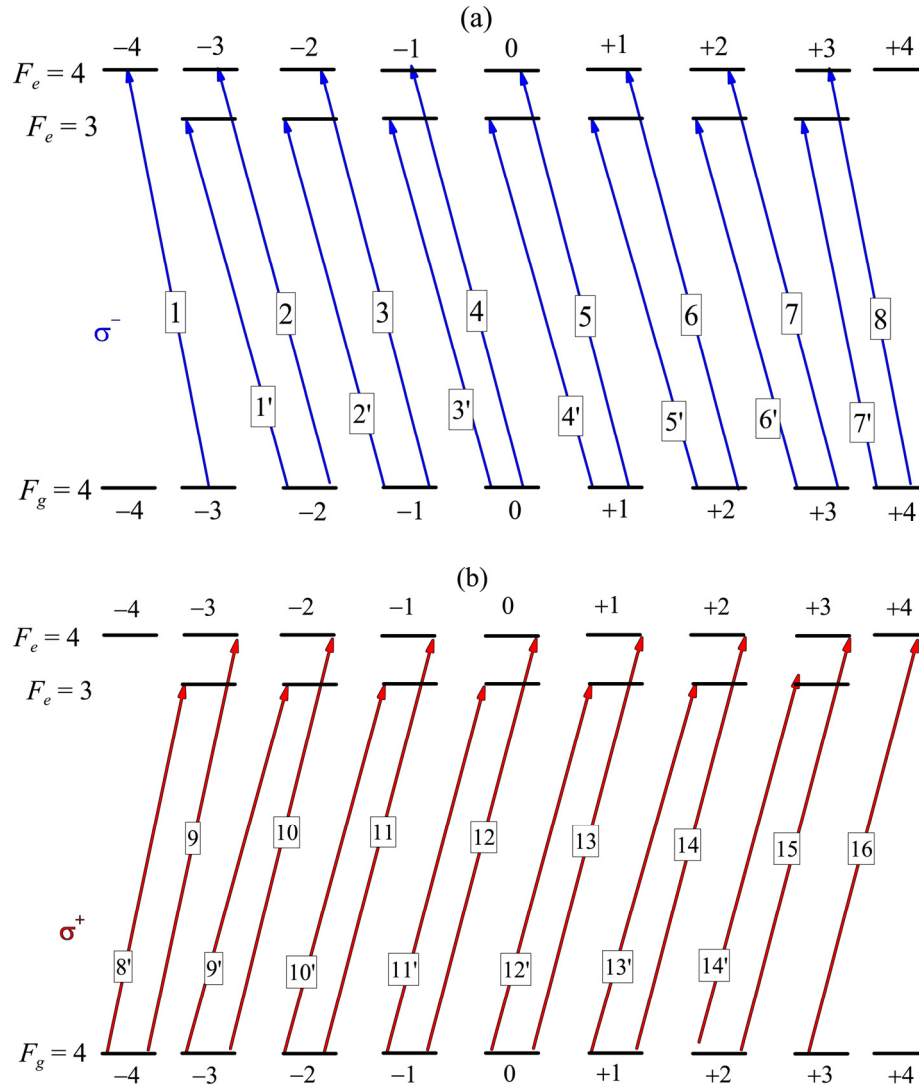 (a)
−4 −3 −2 −1 0 +1 +2 +3 +4
Fe = 4
Fe = 3
1 2 3 4 5 6 7 8
σ−
1' 2' 3' 4' 5' 6' 7'
Fg = 4
−4 −3 −2 −1 0 +1 +2 +3 +4
(b)
−4 −3 −2 −1 0 +1 +2 +3 +4
Fe = 4
Fe = 3
9 10 11 12 13 14 15 16
σ+
8' 9' 10' 11' 12' 13' 14'
Fg = 4
−4 −3 −2 −1 0 +1 +2 +3 +4